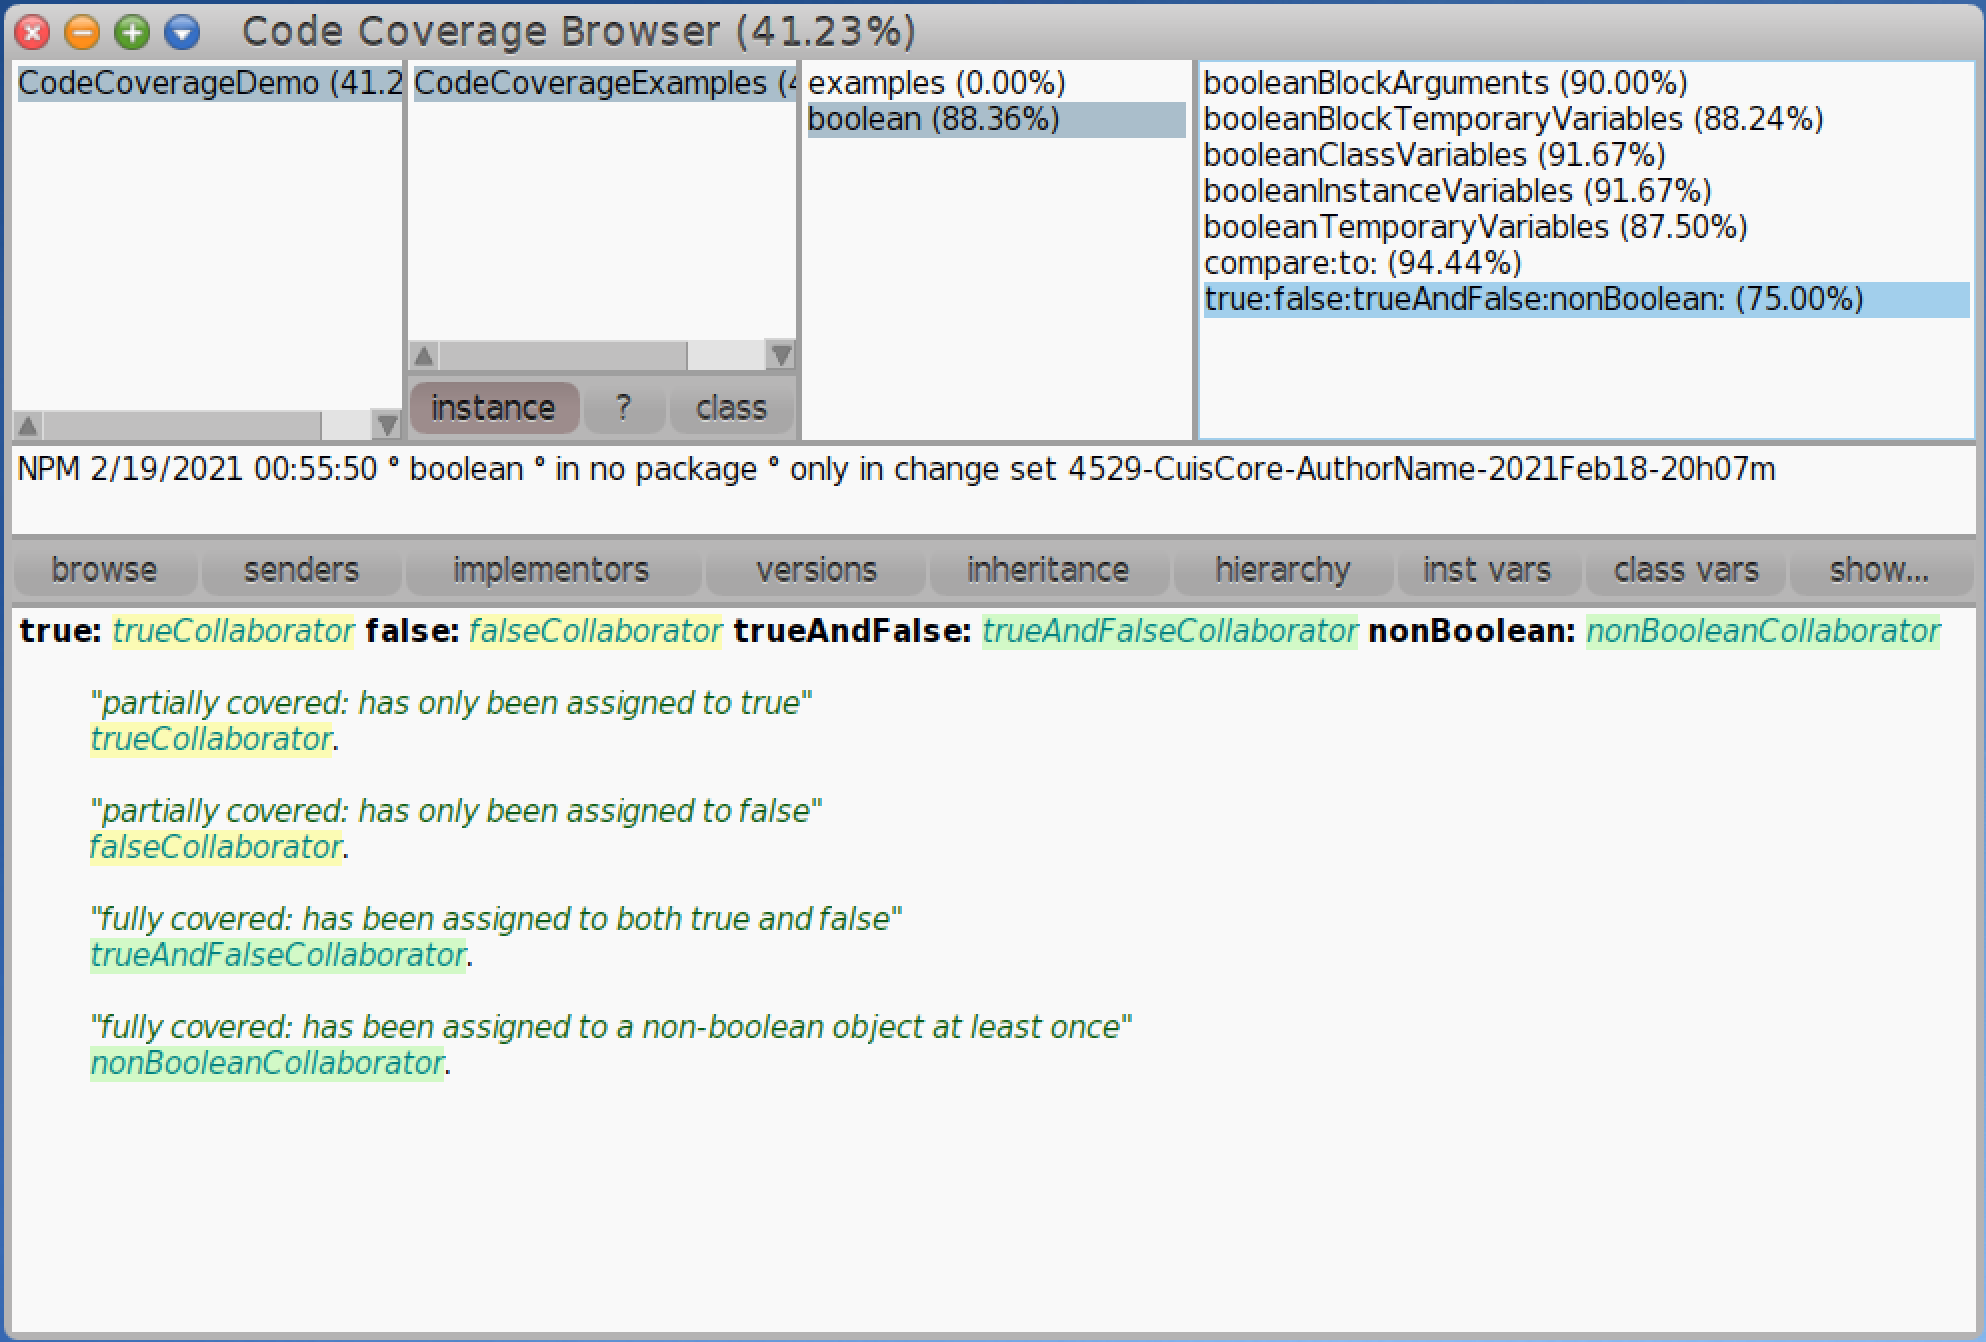 Code Coverage Browser (41.23%)
CodeCoverageDemo (41.2
CodeCoverageExamples (4
examples (0.00%)
boolean (88.36%)
booleanBlockArguments (90.00%)
booleanBlockTemporaryVariables (88.24%)
booleanClassVariables (91.67%)
booleanInstanceVariables (91.67%)
booleanTemporaryVariables (87.50%)
compare:to: (94.44%)
true:false:trueAndFalse:nonBoolean: (75.00%)
instance ? class
NPM 2/19/2021 00:55:50 ° boolean ° in no package ° only in change set 4529-CuisCore-AuthorName-2021Feb18-20h07m
browse senders implementors versions inheritance hierarchy inst vars class vars show...
true: trueCollaborator false: falseCollaborator trueAndFalse: trueAndFalseCollaborator nonBoolean: nonBooleanCollaborator
"partially covered: has only been assigned to true"
trueCollaborator.
"partially covered: has only been assigned to false"
falseCollaborator.
"fully covered: has been assigned to both true and false"
trueAndFalseCollaborator.
"fully covered: has been assigned to a non-boolean object at least once"
nonBooleanCollaborator.